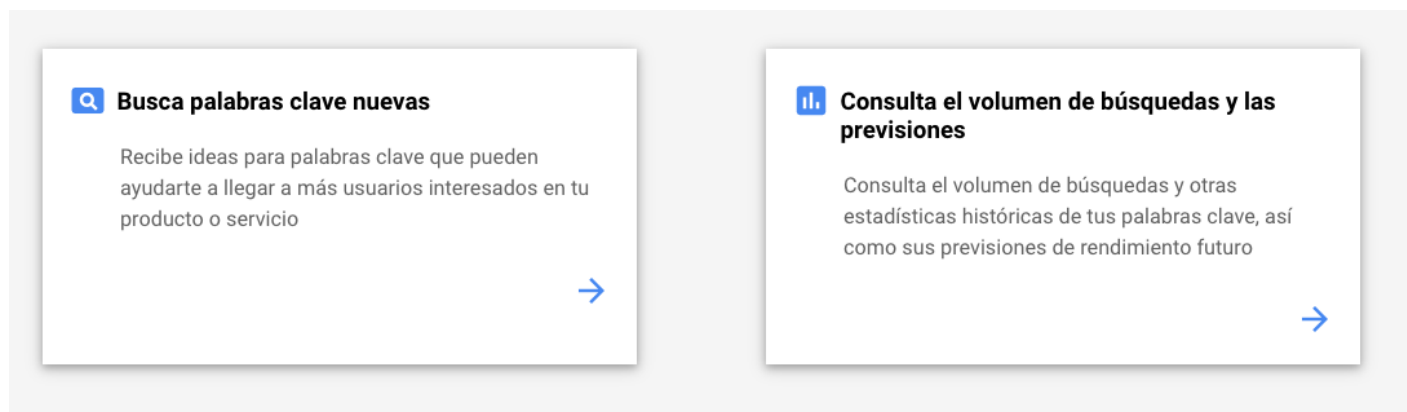 Busca palabras clave nuevas
Recibe ideas para palabras clave que pueden
ayudarte a llegar a más usuarios interesados en tu
producto o servicio
Consulta el volumen de búsquedas y las
previsiones
Consulta el volumen de búsquedas y otras
estadísticas históricas de tus palabras clave, así
como sus previsiones de rendimiento futuro